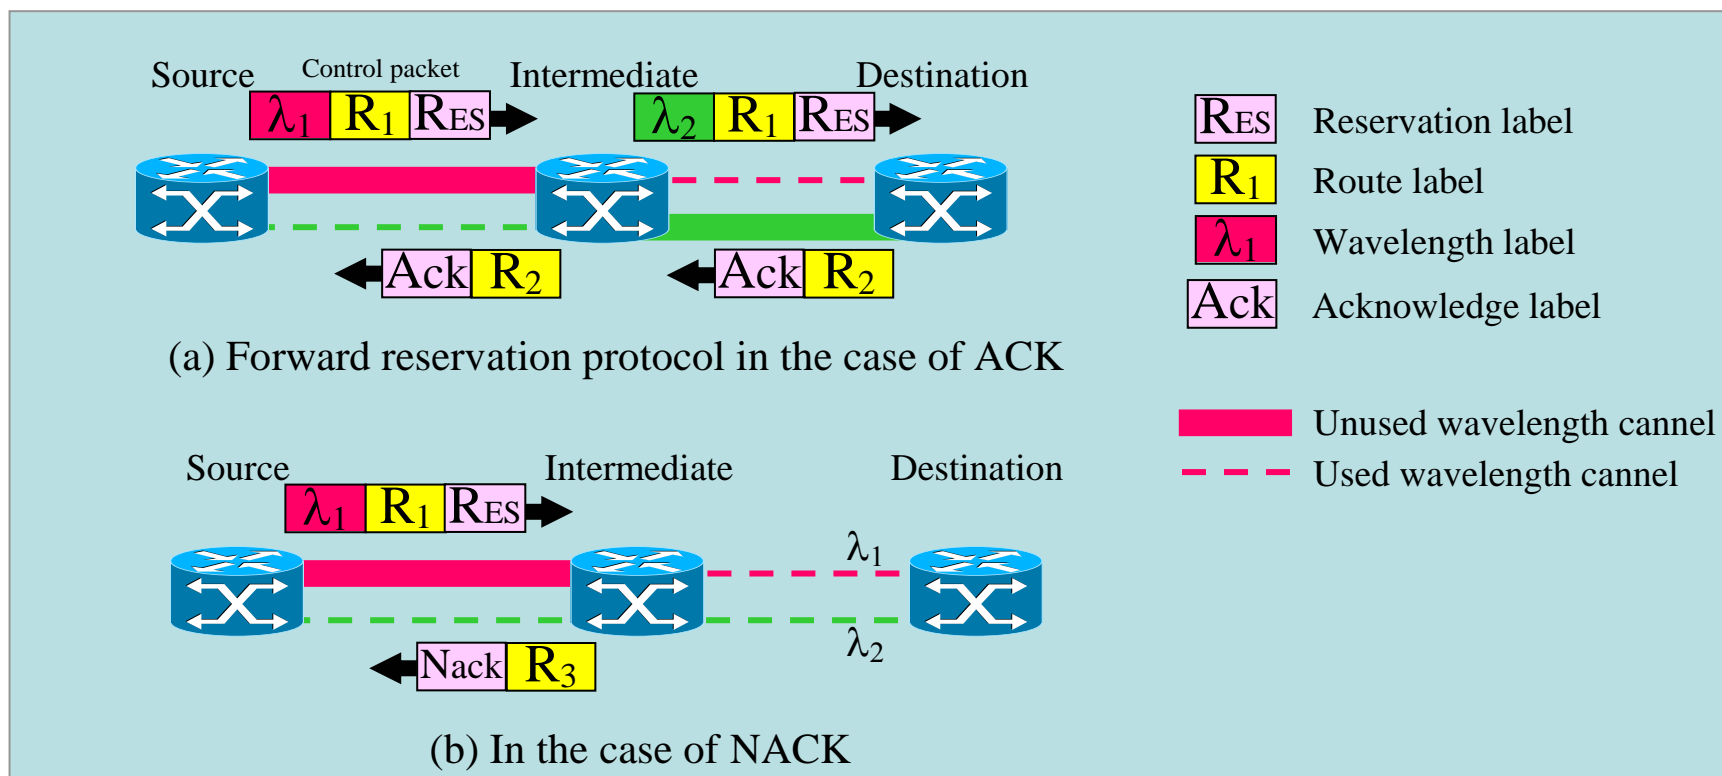 Source Control packet Intermediate Destination
λ1 R1 RES λ2 R1 RES
Ack R2 Ack R2
(a) Forward reservation protocol in the case of ACK
RES Reservation label
R1 Route label
λ1 Wavelength label
Ack Acknowledge label
Unused wavelength cannel
Used wavelength cannel
Source Intermediate Destination
λ1 R1 RES
λ1
λ2
Nack R3
(b) In the case of NACK